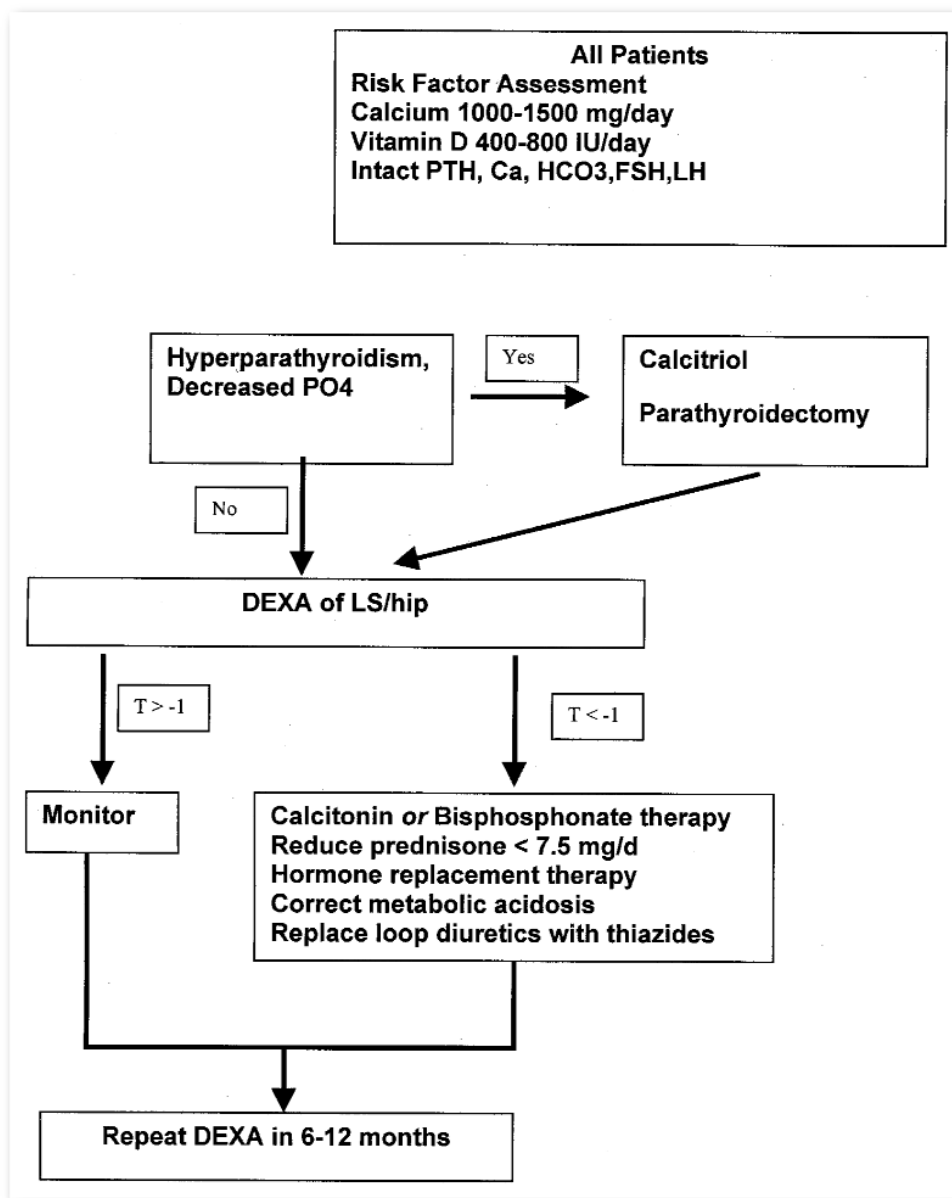 All Patients
Risk Factor Assessment
Calcium 1000-1500 mg/day
Vitamin D 400-800 IU/day
Intact PTH, Ca, HCO3,FSH,LH
Hyperparathyroidism,
Decreased PO4
Yes
Calcitriol
Parathyroidectomy
No
DEXA of LS/hip
T > -1
T < -1
Monitor
Calcitonin or Bisphosphonate therapy
Reduce prednisone < 7.5 mg/d
Hormone replacement therapy
Correct metabolic acidosis
Replace loop diuretics with thiazides
Repeat DEXA in 6-12 months